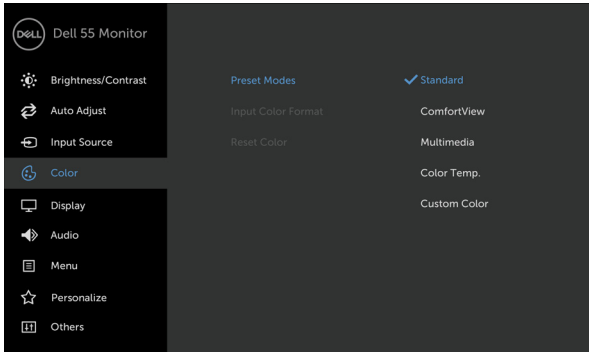 DELL Dell 55 Monitor
Brightness/Contrast Preset Modes Standard
Auto Adjust Input Color Format ComfortView
Input Source Reset Color Multimedia
Color Color Temp.
Display Custom Color
Audio
Menu
Personalize
Others